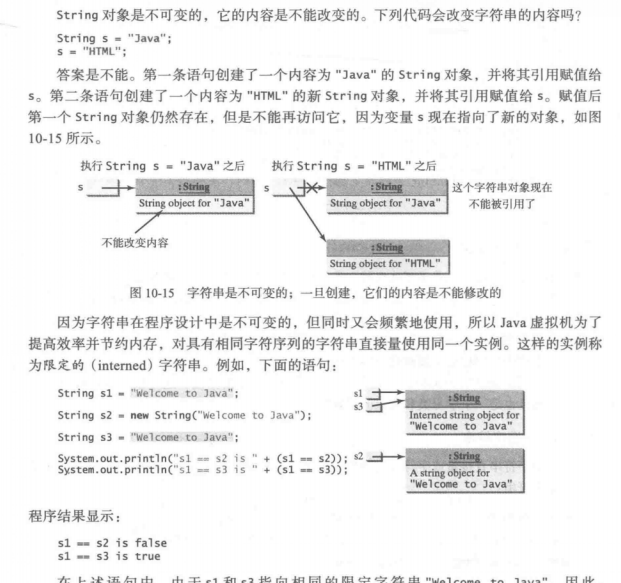 String 对象是不可变的，它的内容是不能改变的。下列代码会改变字符串的内容吗？
String s = "Java";
s = "HTML";
答案是不能。第一条语句创建了一个内容为 "Java" 的 String 对象，并将其引用赋值给
s。第二条语句创建了一个内容为 "HTML" 的新 String 对象，并将其引用赋值给 s。赋值后
第一个 String 对象仍然存在，但是不能再访问它，因为变量 s 现在指向了新的对象，如图
10-15 所示。
执行 String s = "Java" 之后
s
: String
String object for "Java"
不能改变内容
执行 String s = "HTML" 之后
s
: String
String object for "Java"
这个字符串对象现在
不能被引用了
: String
String object for "HTML"
图 10-15 字符串是不可变的；一旦创建，它们的内容是不能修改的
因为字符串在程序设计中是不可变的，但同时又会频繁地使用，所以 Java 虚拟机为了
提高效率并节约内存，对具有相同字符序列的字符串直接量使用同一个实例。这样的实例称
为限定的（interned）字符串。例如，下面的语句：
String s1 = "Welcome to Java";
String s2 = new String("Welcome to Java");
String s3 = "Welcome to Java";
System.out.println("s1 == s2 is " + (s1 == s2));
System.out.println("s1 == s3 is " + (s1 == s3));
s1
s3
: String
Interned string object for
"Welcome to Java"
s2
: String
A string object for
"Welcome to Java"
程序结果显示：
s1 == s2 is false
s1 == s3 is true
在上述语句中，由于 s1 和 s3 指向相同的限定字符串 "Welcome to Java"，因此